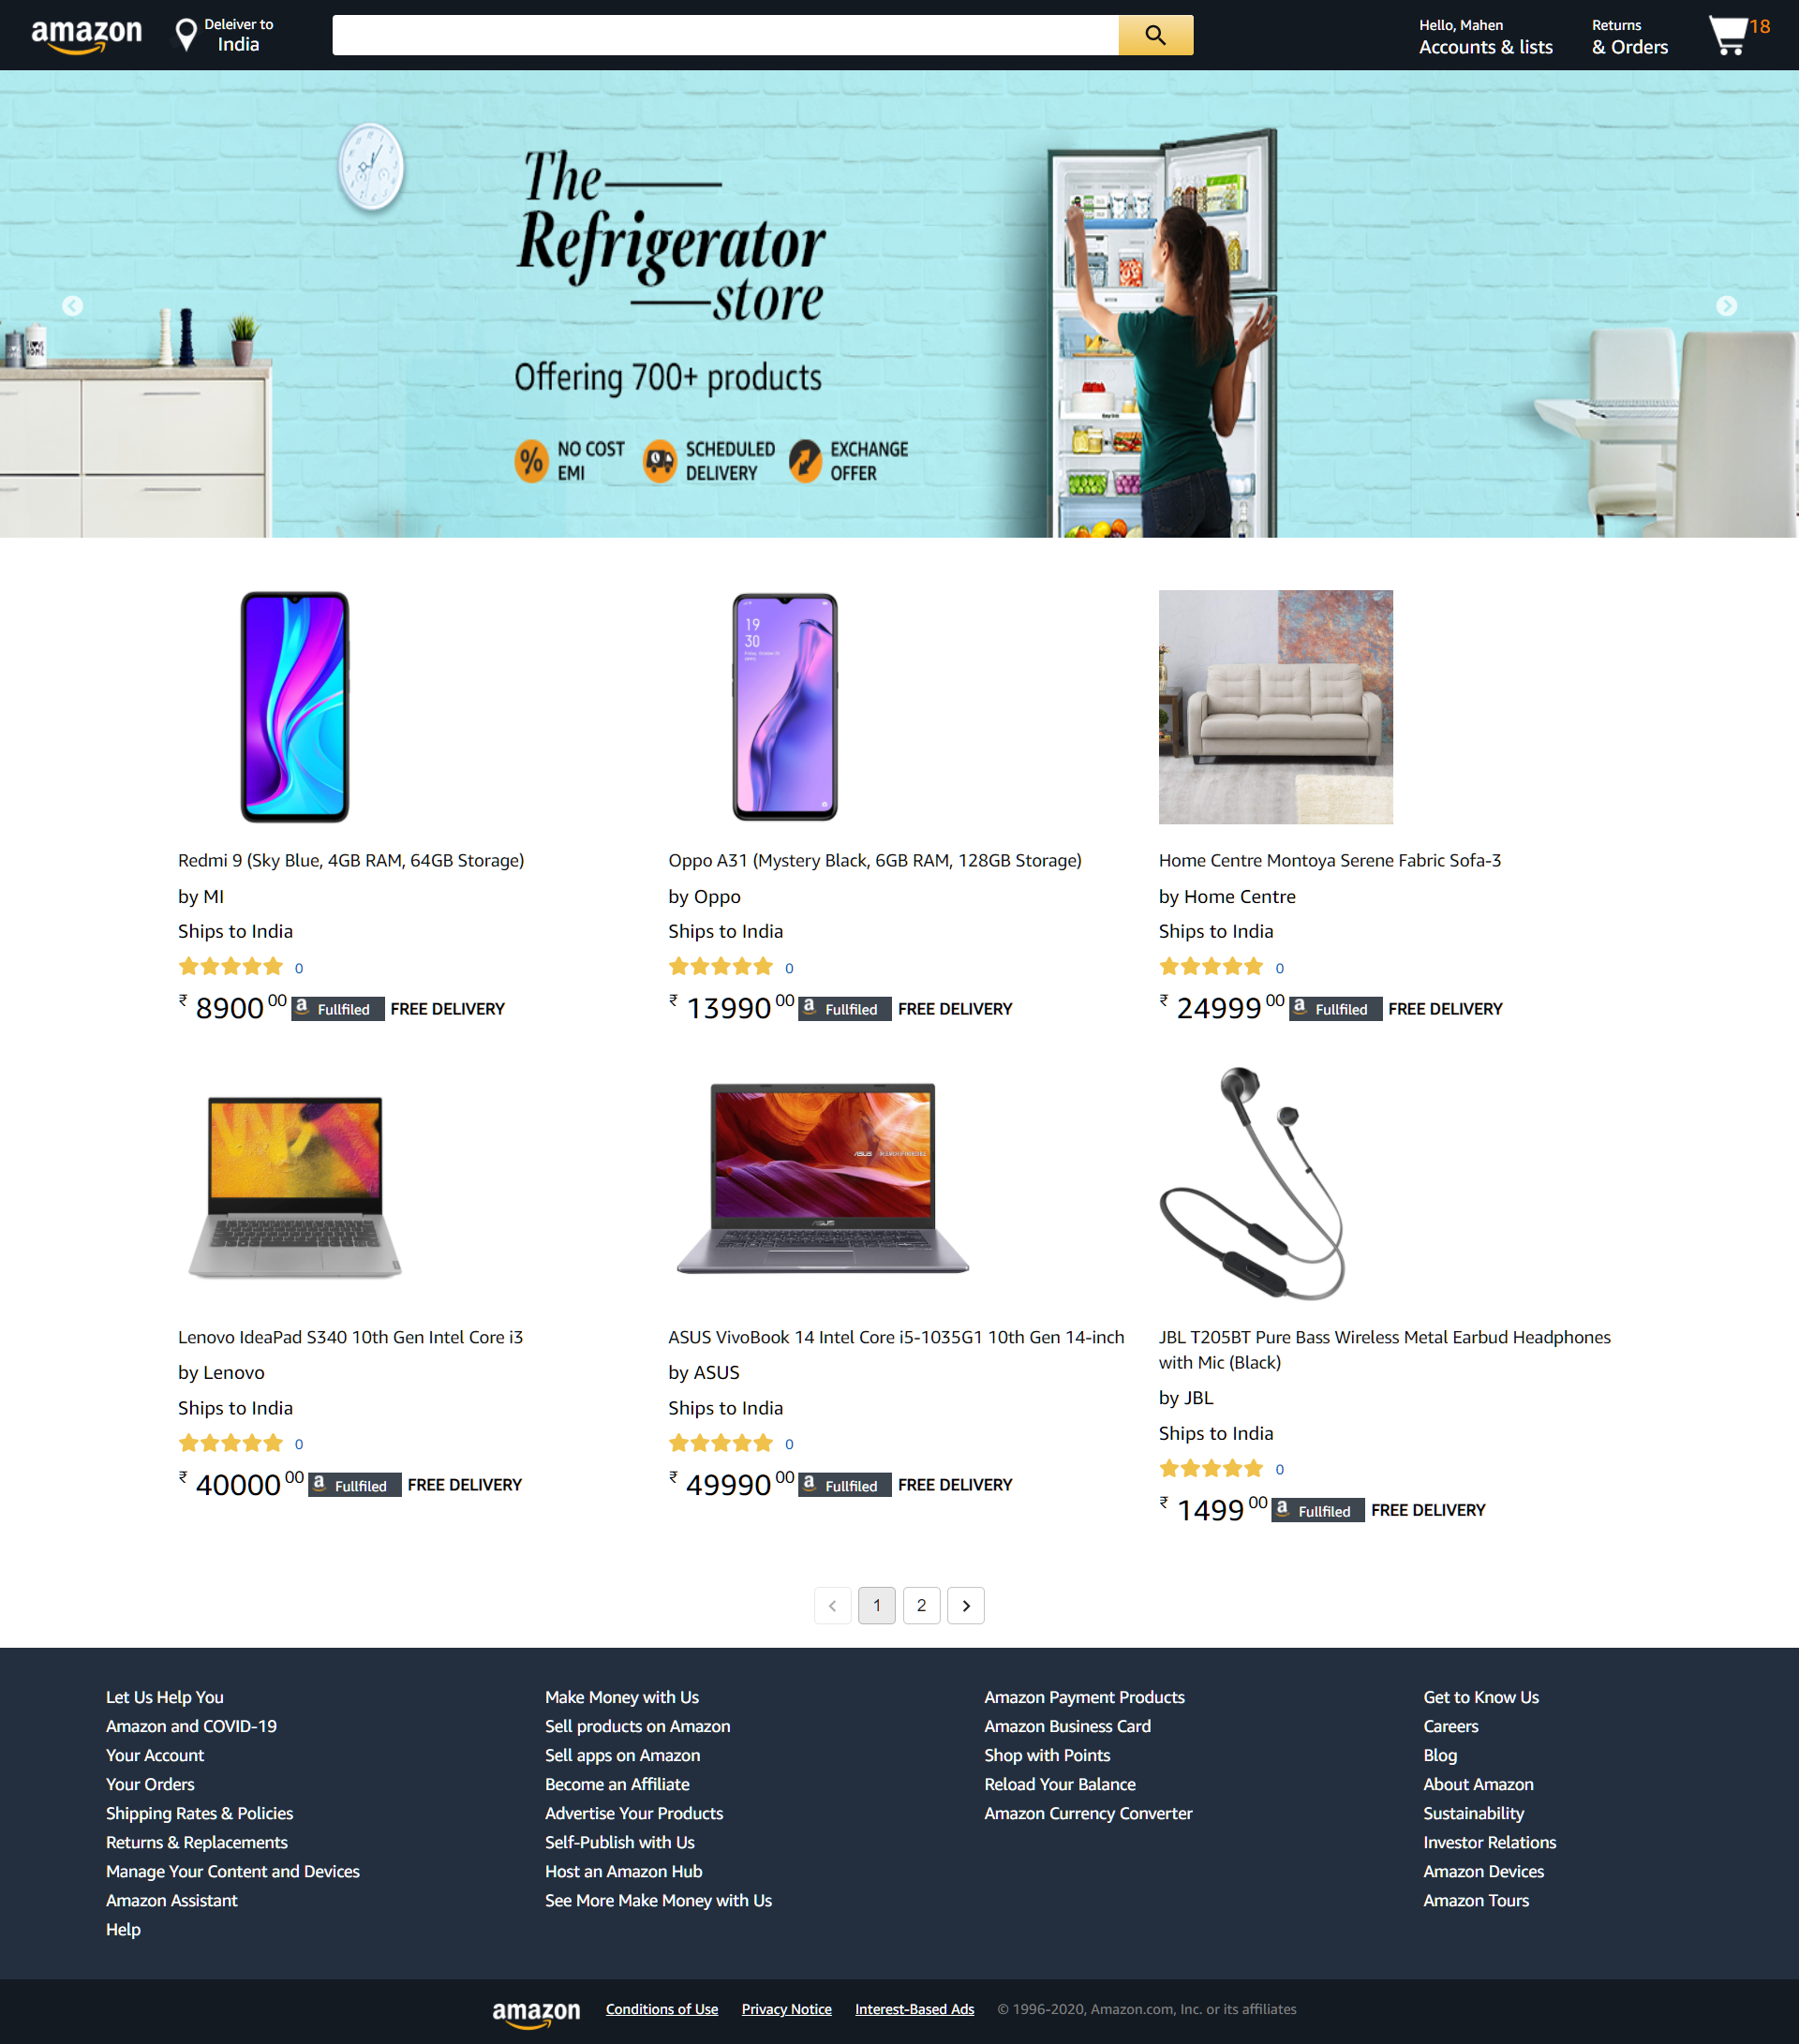 amazon
Deleiver to
India
Hello, Mahen
Accounts & lists
Returns
& Orders
18
The
Refrigerator
store
Offering 700+ products
% NO COST EMI
SCHEDULED DELIVERY
EXCHANGE OFFER
19
30
Redmi 9 (Sky Blue, 4GB RAM, 64GB Storage)
by MI
Ships to India
0
₹ 8900 00 a Fullfiled FREE DELIVERY
Oppo A31 (Mystery Black, 6GB RAM, 128GB Storage)
by Oppo
Ships to India
0
₹ 13990 00 a Fullfiled FREE DELIVERY
Home Centre Montoya Serene Fabric Sofa-3
by Home Centre
Ships to India
0
₹ 24999 00 a Fullfiled FREE DELIVERY
Lenovo IdeaPad S340 10th Gen Intel Core i3
by Lenovo
Ships to India
0
₹ 40000 00 a Fullfiled FREE DELIVERY
ASUS
ASUS
ASUS VivoBook 14 Intel Core i5-1035G1 10th Gen 14-inch
by ASUS
Ships to India
0
₹ 49990 00 a Fullfiled FREE DELIVERY
JBL T205BT Pure Bass Wireless Metal Earbud Headphones
with Mic (Black)
by JBL
Ships to India
0
₹ 1499 00 a Fullfiled FREE DELIVERY
1 2
Let Us Help You
Amazon and COVID-19
Your Account
Your Orders
Shipping Rates & Policies
Returns & Replacements
Manage Your Content and Devices
Amazon Assistant
Help
Make Money with Us
Sell products on Amazon
Sell apps on Amazon
Become an Affiliate
Advertise Your Products
Self-Publish with Us
Host an Amazon Hub
See More Make Money with Us
Amazon Payment Products
Amazon Business Card
Shop with Points
Reload Your Balance
Amazon Currency Converter
Get to Know Us
Careers
Blog
About Amazon
Sustainability
Investor Relations
Amazon Devices
Amazon Tours
amazon Conditions of Use Privacy Notice Interest-Based Ads © 1996-2020, Amazon.com, Inc. or its affiliates